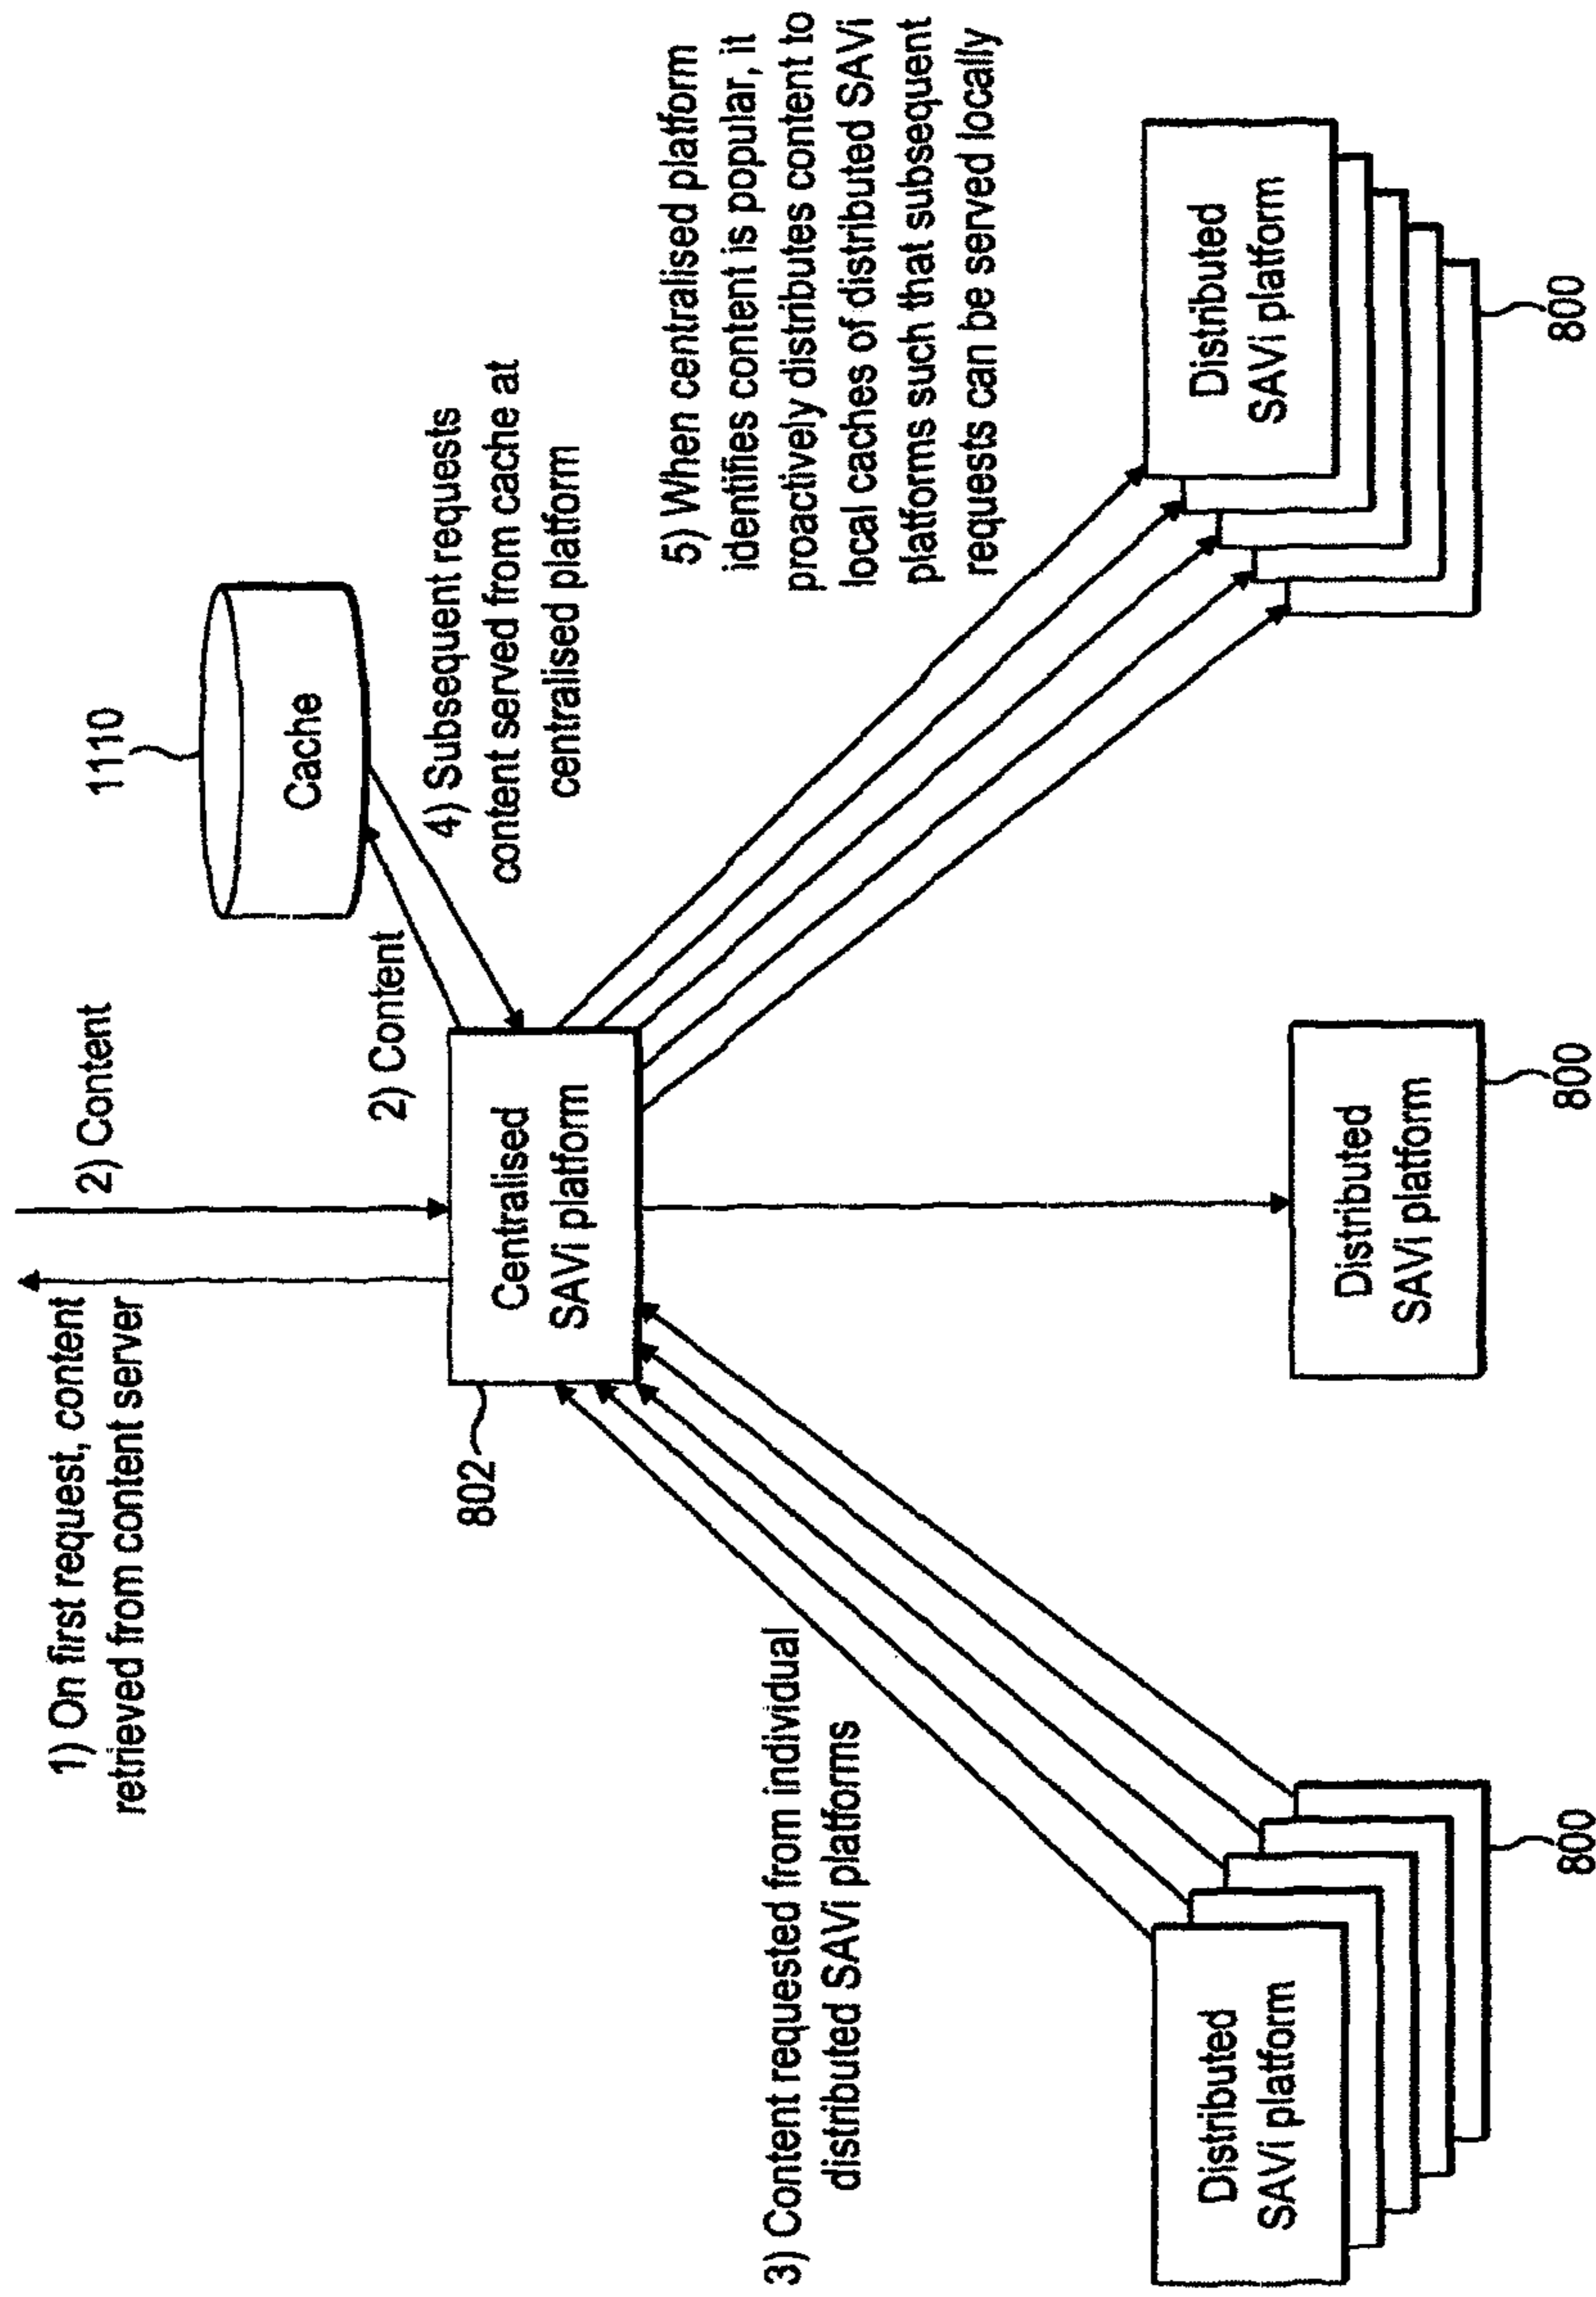 1) On first request, content
retrieved from content server
2) Content
2) Content
1110
Cache
4) Subsequent requests
content served from cache at
centralised platform
802
Centralised
SAVi platform
3) Content requested from individual
distributed SAVi platforms
5) When centralised platform
identifies content is popular, it
proactively distributes content to
local caches of distributed SAVi
platforms such that subsequent
requests can be served locally
Distributed
SAVi platform
800
Distributed
SAVi platform
800
Distributed
SAVi platform
800